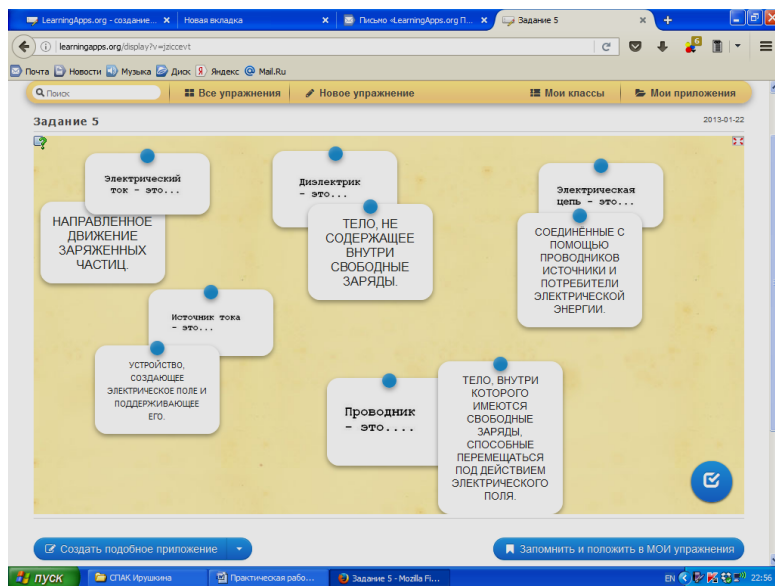 LearningApps.org - создание...
Новая вкладка
Письмо «LearningApps.org П...
Задание 5
learningapps.org/display?v=jziccevt
6
Почта Новости Музыка Диск Яндекс Mail.Ru
Поиск
Все упражнения
Новое упражнение
Мои классы
Мои приложения
Задание 5
2013-01-22
Электрический
ток - это...
НАПРАВЛЕННОЕ
ДВИЖЕНИЕ
ЗАРЯЖЕННЫХ
ЧАСТИЦ.
Диэлектрик
- это...
ТЕЛО, НЕ
СОДЕРЖАЩЕЕ
ВНУТРИ
СВОБОДНЫЕ
ЗАРЯДЫ.
Электрическая
цепь - это...
СОЕДИНЕННЫЕ С
ПОМОЩЬЮ
ПРОВОДНИКОВ
ИСТОЧНИКИ И
ПОТРЕБИТЕЛИ
ЭЛЕКТРИЧЕСКОЙ
ЭНЕРГИИ.
Источник тока
- это...
УСТРОЙСТВО,
СОЗДАЮЩЕЕ
ЭЛЕКТРИЧЕСКОЕ ПОЛЕ И
ПОДДЕРЖИВАЮЩЕЕ
ЕГО.
Проводник
- это....
ТЕЛО, ВНУТРИ
КОТОРОГО
ИМЕЮТСЯ
СВОБОДНЫЕ
ЗАРЯДЫ,
СПОСОБНЫЕ
ПЕРЕМЕЩАТЬСЯ
ПОД ДЕЙСТВИЕМ
ЭЛЕКТРИЧЕСКОГО
ПОЛЯ.
Создать подобное приложение
Запомнить и положить в МОИ упражнения
пуск
СПАК Ирушкина
Практическая рабо...
Задание 5 - Mozilla Fi...
EN